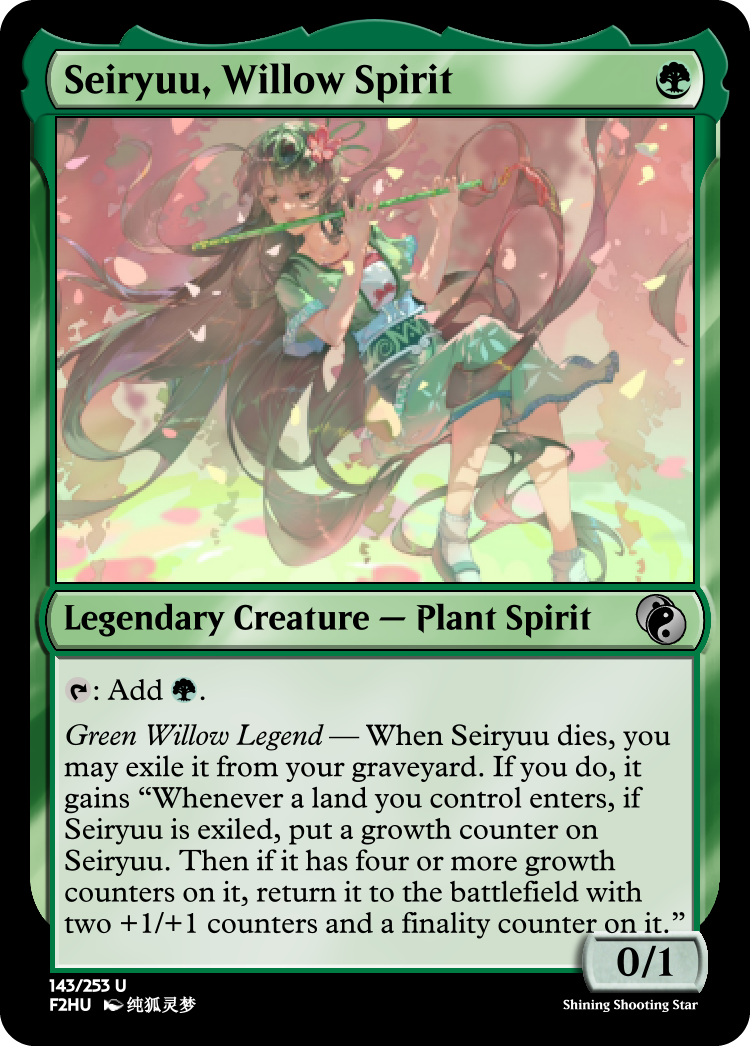 Seiryuu, Willow Spirit
Legendary Creature — Plant Spirit
: Add .
Green Willow Legend — When Seiryuu dies, you
may exile it from your graveyard. If you do, it
gains “Whenever a land you control enters, if
Seiryuu is exiled, put a growth counter on
Seiryuu. Then if it has four or more growth
counters on it, return it to the battlefield with
two +1/+1 counters and a finality counter on it.”
0/1
143/253 U
F2HU 纯狐灵梦
Shining Shooting Star